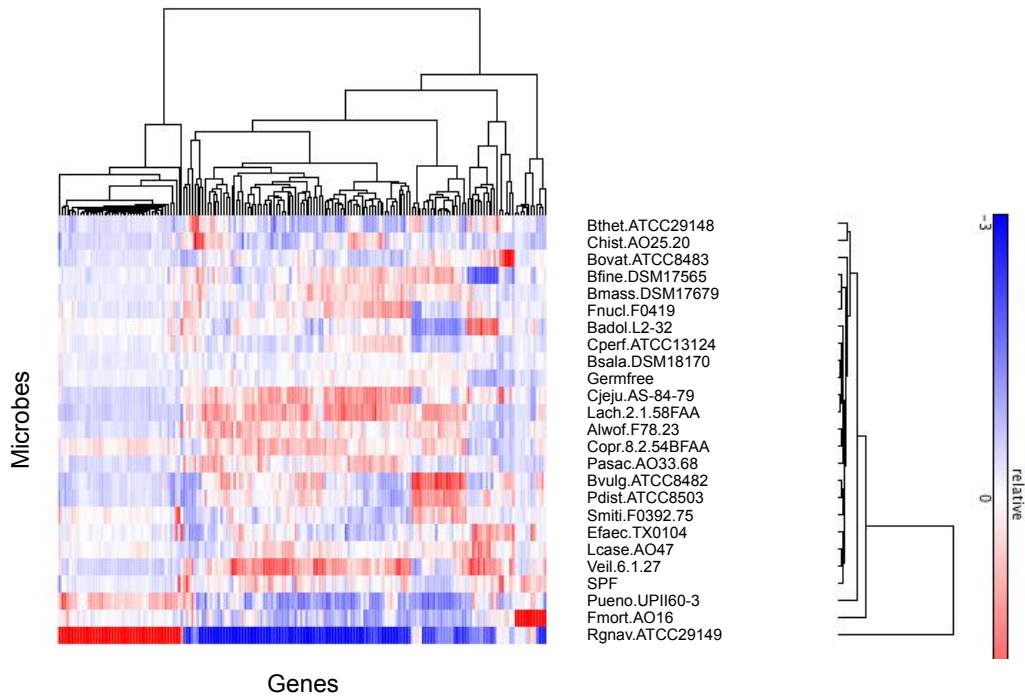 Bthet.ATCC29148
Chist.AO25.20
Bovat.ATCC8483
Bfine.DSM17565
Bmass.DSM17679
Fnucl.F0419
Badol.L2-32
Cperf.ATCC13124
Bsala.DSM18170
Germfree
Cjeju.AS-84-79
Lach.2.1.58FAA
Alwof.F78.23
Copr.8.2.54BFAA
Pasac.AO33.68
Bvulg.ATCC8482
Pdist.ATCC8503
Smiti.F0392.75
Efaec.TX0104
Lcase.AO47
Veil.6.1.27
SPF
Pueno.UPII60-3
Fmort.AO16
Rgnav.ATCC29149
Microbes
Genes
-3
0
relative